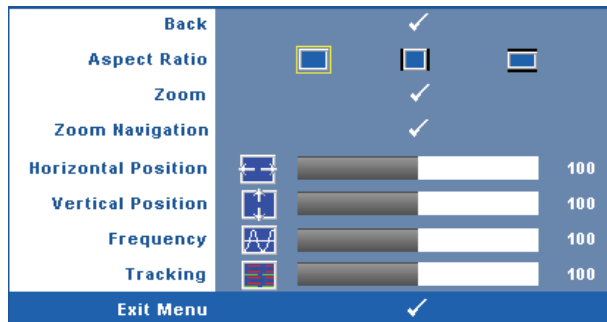 Back
Aspect Ratio
Zoom
Zoom Navigation
Horizontal Position 100
Vertical Position 100
Frequency 100
Tracking 100
Exit Menu